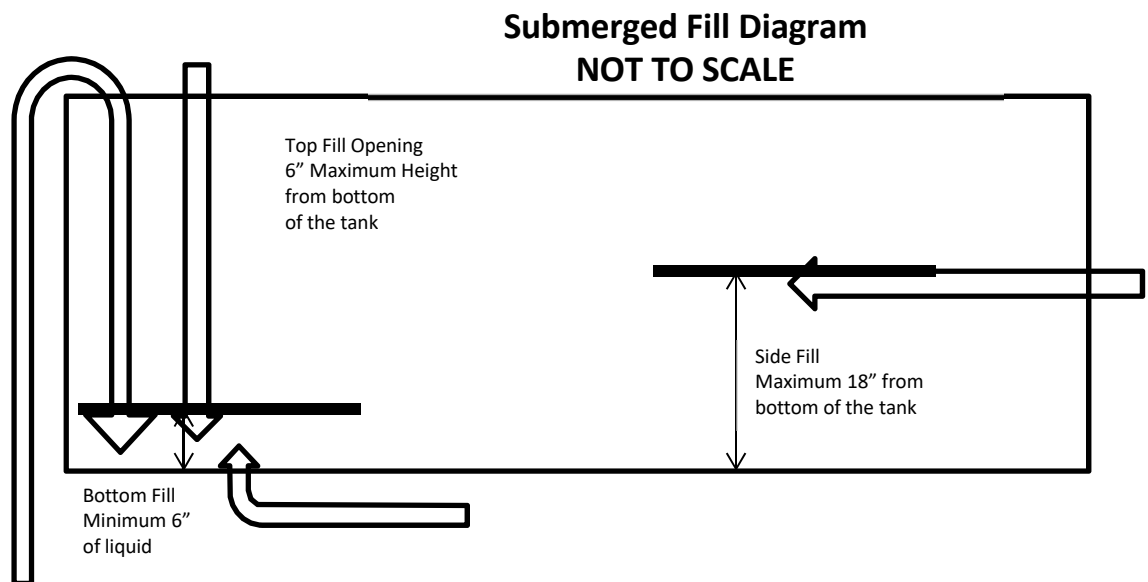 Submerged Fill Diagram
NOT TO SCALE
Top Fill Opening
6” Maximum Height
from bottom
of the tank
Side Fill
Maximum 18” from
bottom of the tank
Bottom Fill
Minimum 6”
of liquid